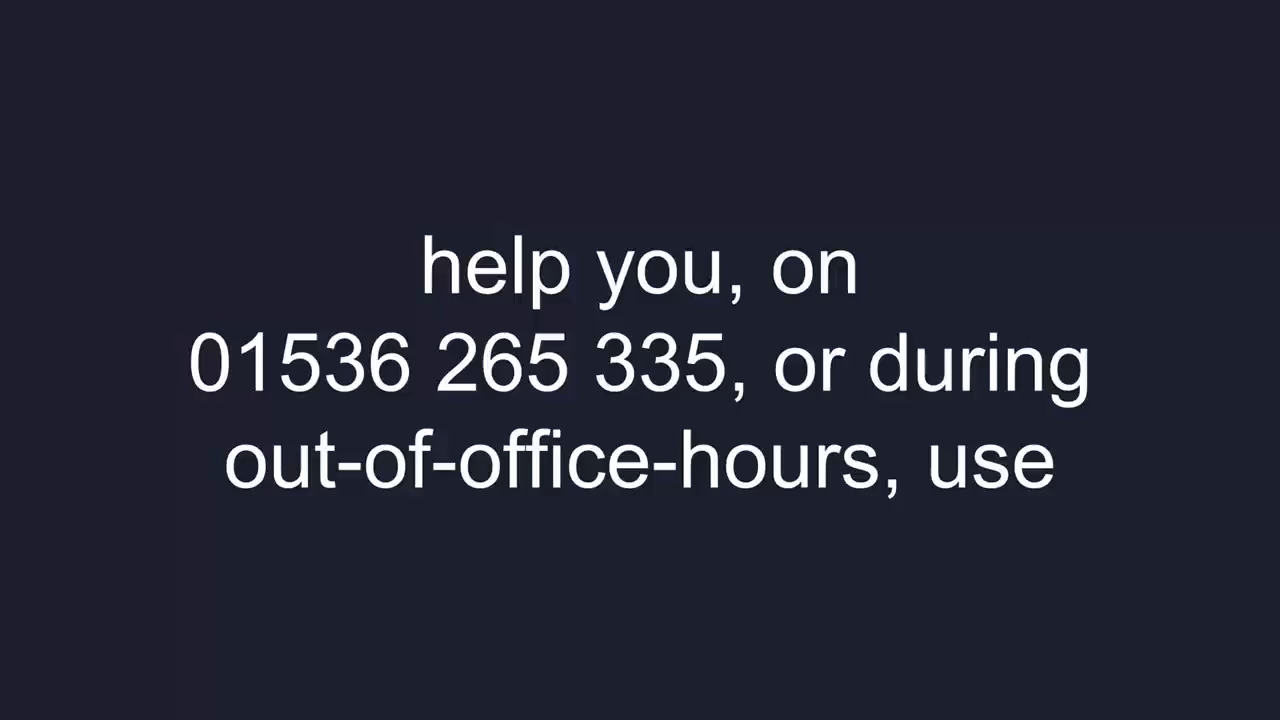 help you, on
01536 265 335, or during
out-of-office-hours, use